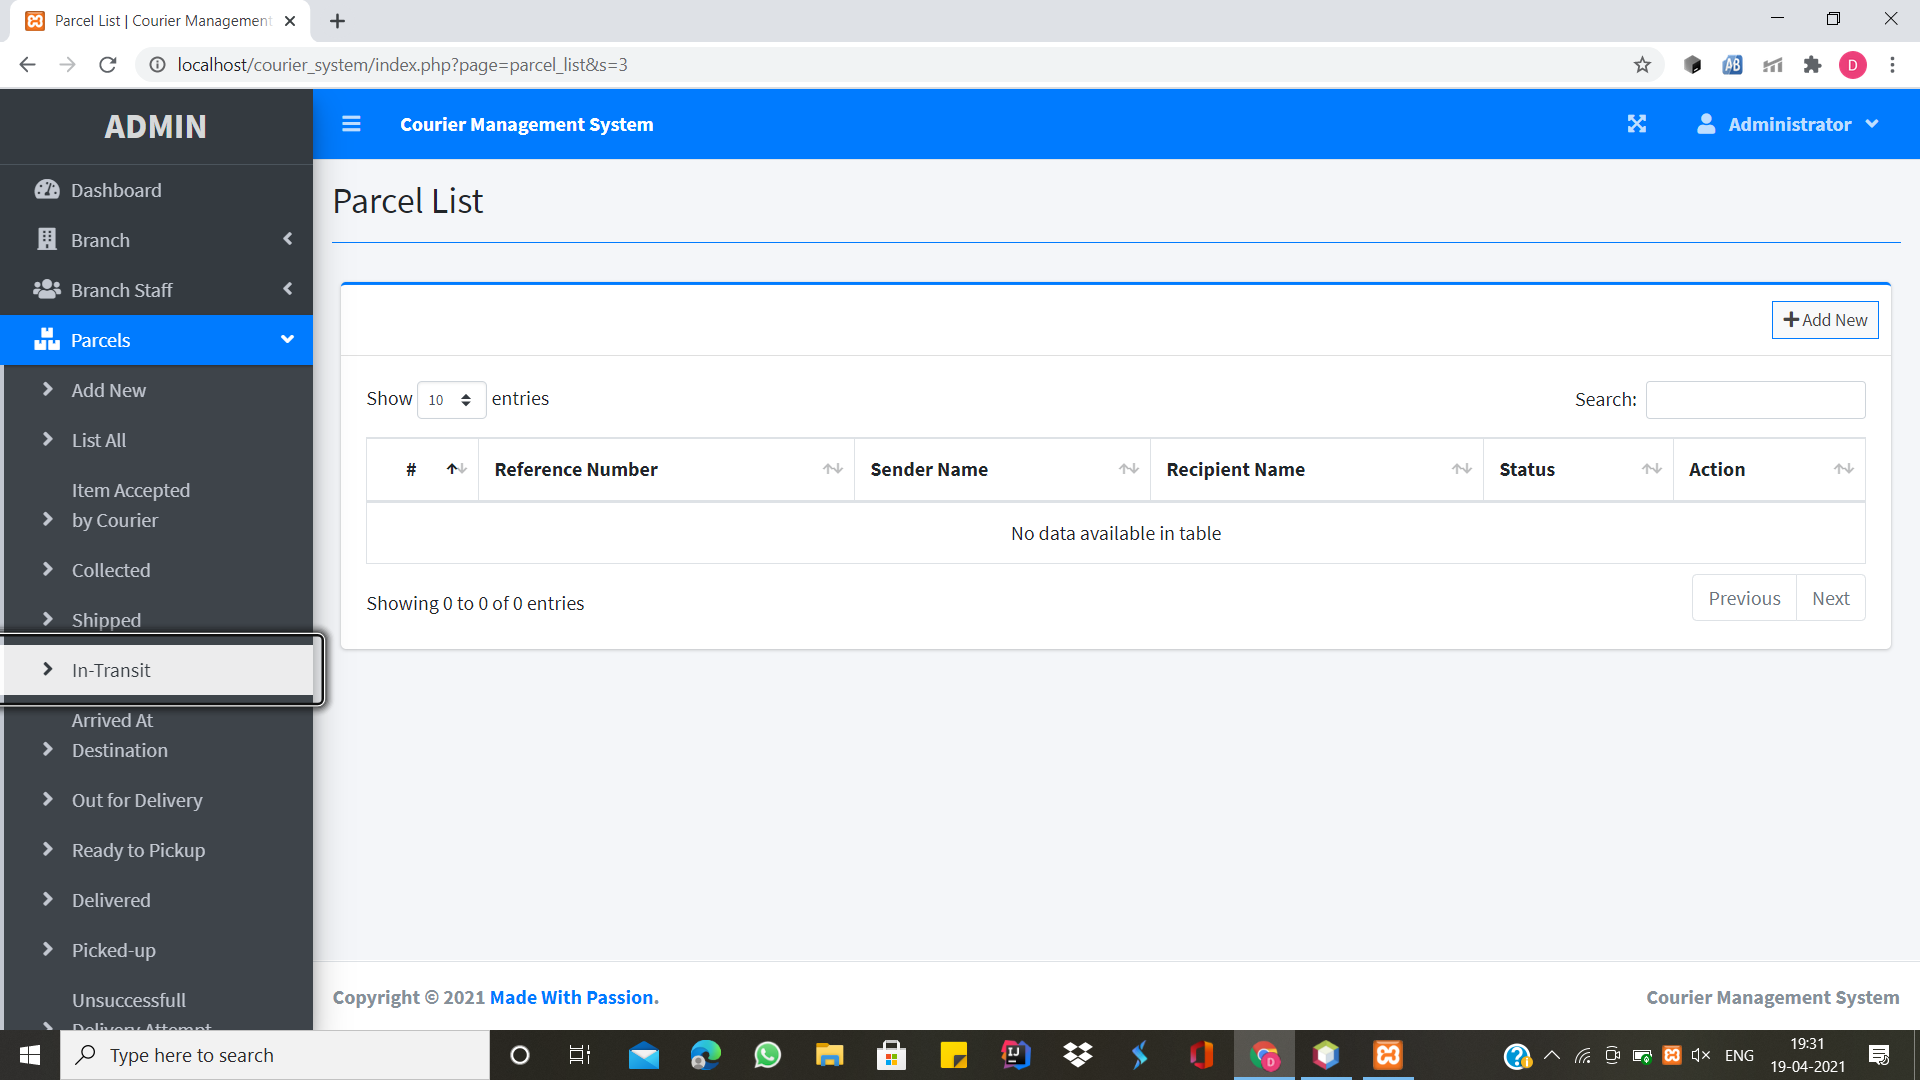 Parcel List | Courier Management
localhost/courier_system/index.php?page=parcel_list&s=3
AB
D
ADMIN
Courier Management System
Administrator
Dashboard
Branch
Branch Staff
Parcels
Add New
List All
Item Accepted
by Courier
Collected
Shipped
In-Transit
Arrived At
Destination
Out for Delivery
Ready to Pickup
Delivered
Picked-up
Unsuccessfull
Delivery Attempt
Parcel List
Add New
Show 10 entries
Search:
# Reference Number Sender Name Recipient Name Status Action
No data available in table
Showing 0 to 0 of 0 entries
Previous Next
Copyright © 2021 Made With Passion.
Courier Management System
Type here to search
ENG
19:31
19-04-2021